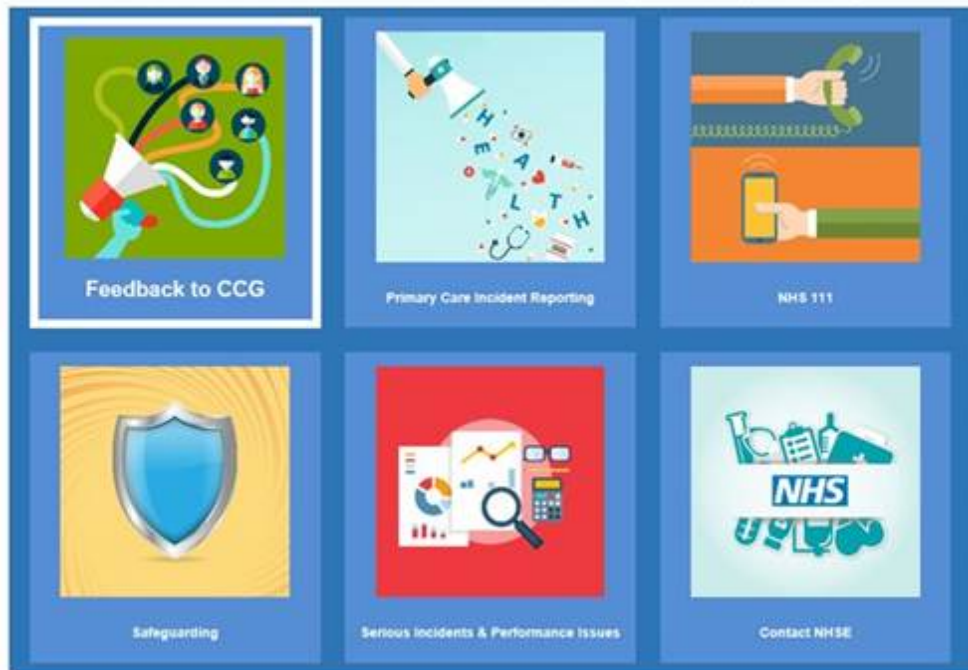 HEALTH
Feedback to CCG
Primary Care Incident Reporting
NHS 111
NHS
Safeguarding
Serious Incidents & Performance Issues
Contact NHSE